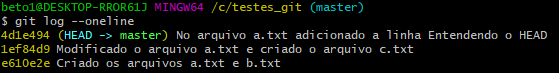 beto1@DESKTOP-RROR61J MINGW64 /c/testes_git (master)
$ git log --oneline
4d1e494 (HEAD -> master) No arquivo a.txt adicionado a linha Entendendo o HEAD
1ef84d9 Modificado o arquivo a.txt e criado o arquivo c.txt
e610e2e Criado os arquivos a.txt e b.txt